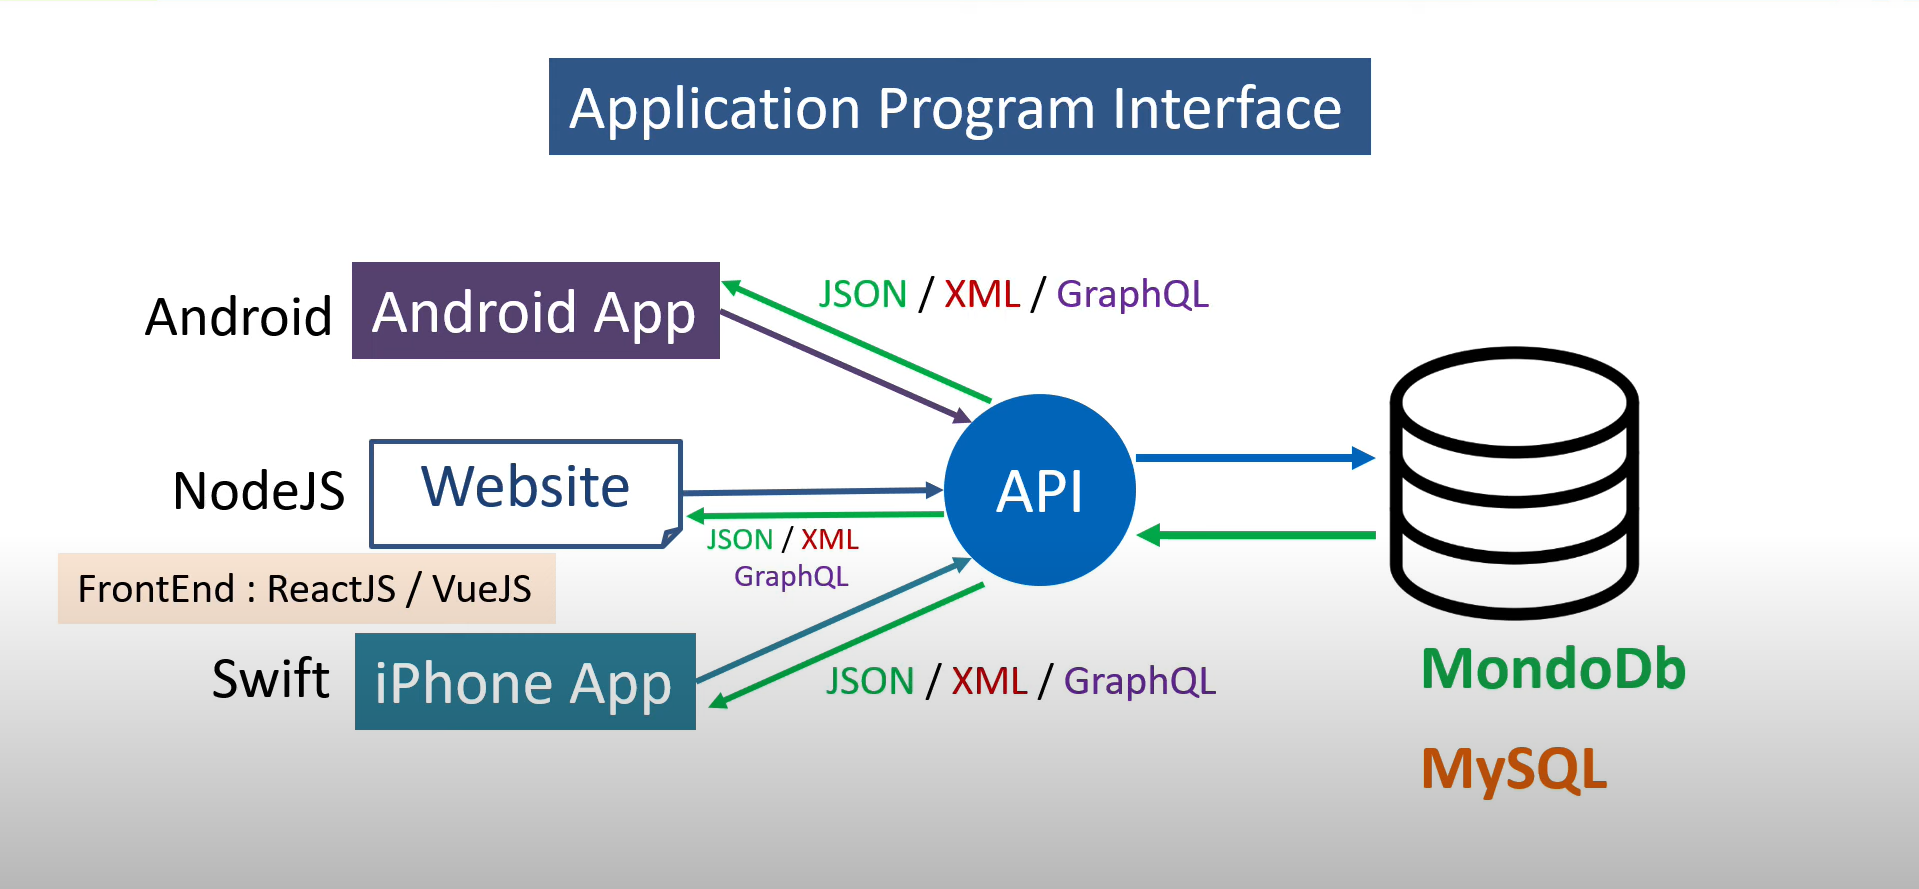 Application Program Interface
Android
Android App
JSON / XML / GraphQL
NodeJS
Website
API
JSON / XML
GraphQL
FrontEnd : ReactJS / VueJS
Swift
iPhone App
JSON / XML / GraphQL
MondoDb
MySQL